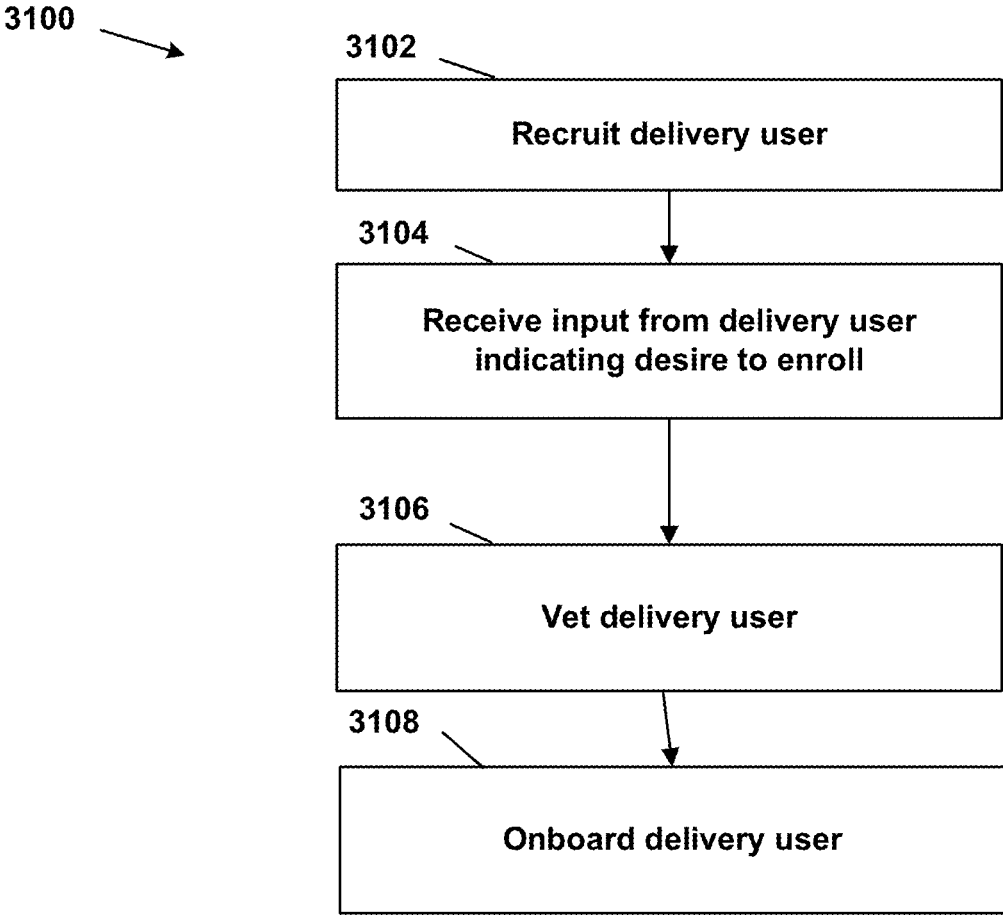 3100
3102
Recruit delivery user
3104
Receive input from delivery user
indicating desire to enroll
3106
Vet delivery user
3108
Onboard delivery user